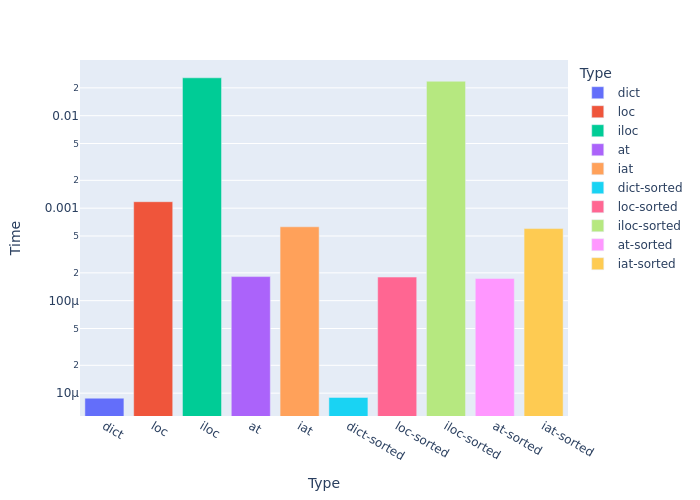 Type
dict
loc
iloc
at
iat
dict-sorted
loc-sorted
iloc-sorted
at-sorted
iat-sorted
Time
2
0.01
5
2
0.001
5
2
100μ
5
2
10μ
dict
loc
iloc
at
iat
dict-sorted
loc-sorted
iloc-sorted
at-sorted
iat-sorted
Type